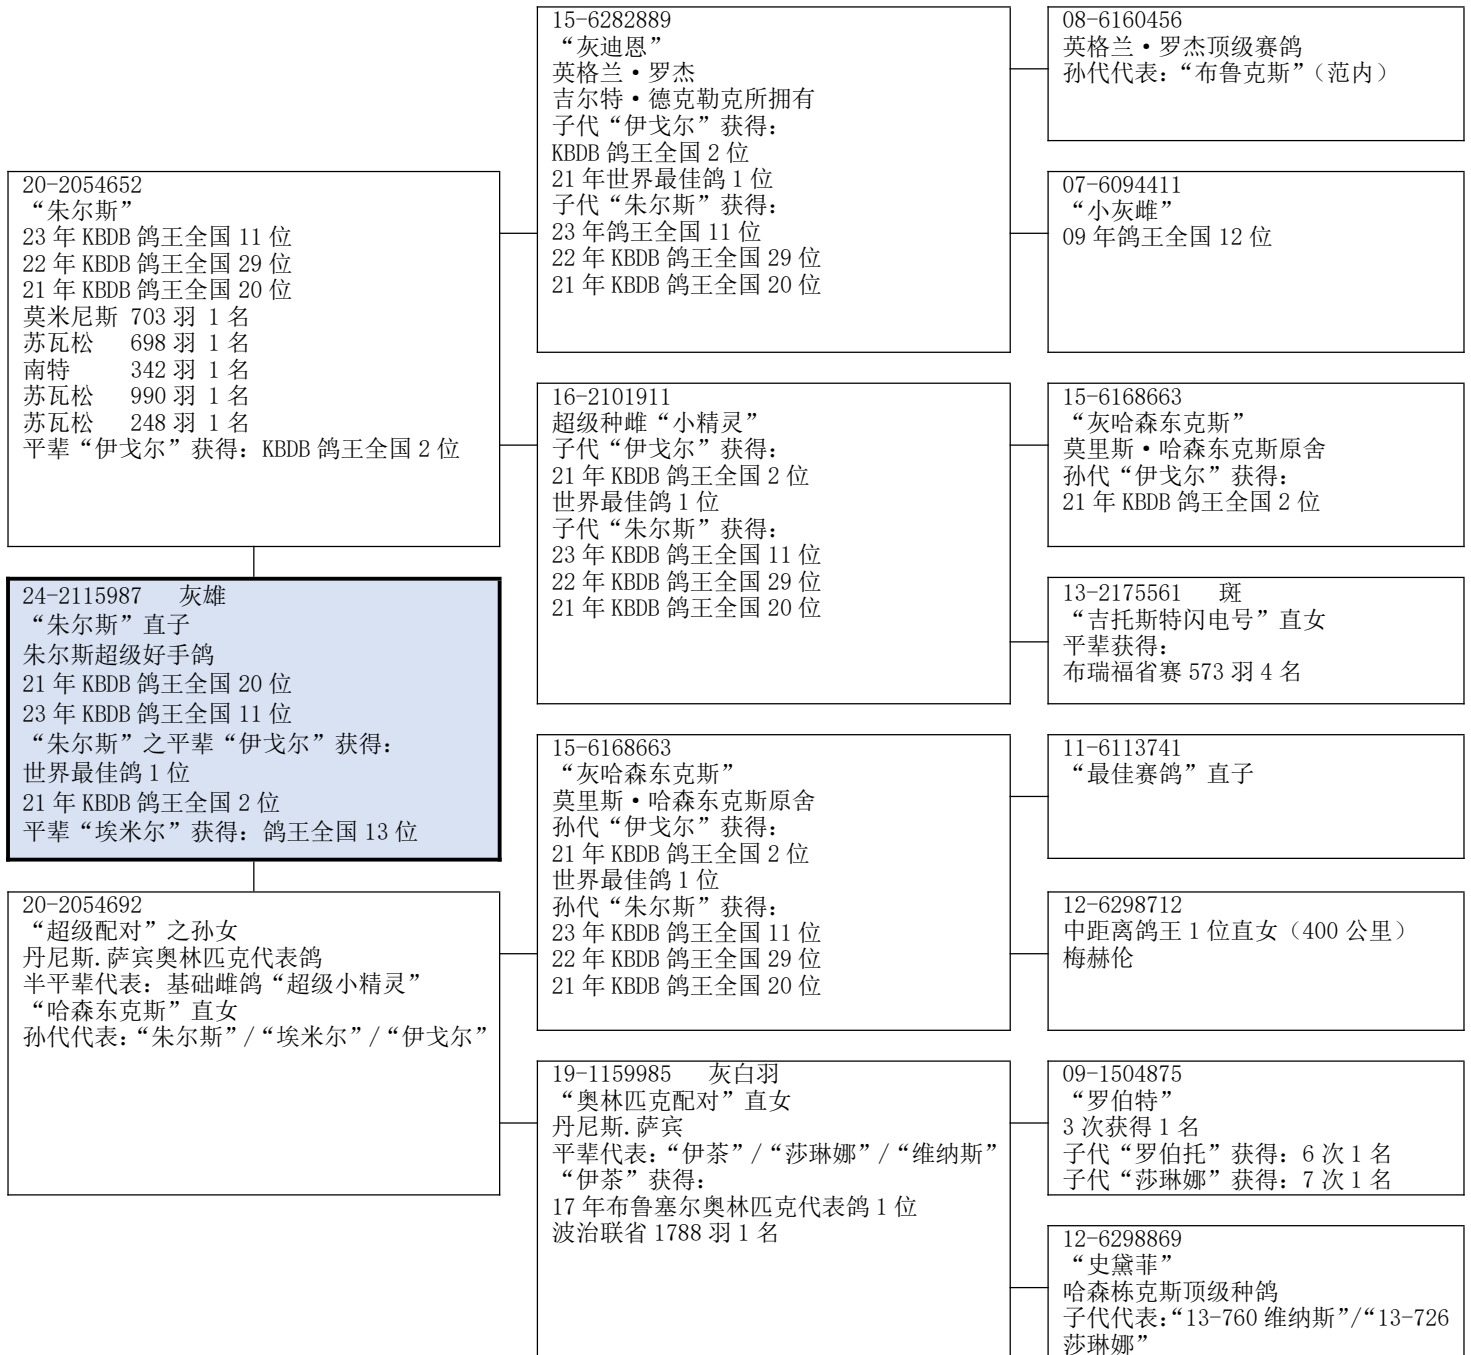 20-2054652
“朱尔斯”
23 年 KBDB 鸽王全国 11 位
22 年 KBDB 鸽王全国 29 位
21 年 KBDB 鸽王全国 20 位
莫米尼斯 703 羽 1 名
苏瓦松 698 羽 1 名
南特 342 羽 1 名
苏瓦松 990 羽 1 名
苏瓦松 248 羽 1 名
平辈“伊戈尔”获得：KBDB 鸽王全国 2 位
24-2115987 灰雄
“朱尔斯”直子
朱尔斯超级好手鸽
21 年 KBDB 鸽王全国 20 位
23 年 KBDB 鸽王全国 11 位
“朱尔斯”之平辈“伊戈尔”获得：
世界最佳鸽 1 位
21 年 KBDB 鸽王全国 2 位
平辈“埃米尔”获得：鸽王全国 13 位
20-2054692
“超级配对”之孙女
丹尼斯.萨宾奥林匹克代表鸽
半平辈代表：基础雌鸽“超级小精灵”
“哈森东克斯”直女
孙代代表：“朱尔斯”/“埃米尔”/“伊戈尔”
15-6282889
“灰迪恩”
英格兰•罗杰
吉尔特•德克勒克所拥有
子代“伊戈尔”获得：
KBDB 鸽王全国 2 位
21 年世界最佳鸽 1 位
子代“朱尔斯”获得：
23 年鸽王全国 11 位
22 年 KBDB 鸽王全国 29 位
21 年 KBDB 鸽王全国 20 位
16-2101911
超级种雌“小精灵”
子代“伊戈尔”获得：
21 年 KBDB 鸽王全国 2 位
世界最佳鸽 1 位
子代“朱尔斯”获得：
23 年 KBDB 鸽王全国 11 位
22 年 KBDB 鸽王全国 29 位
21 年 KBDB 鸽王全国 20 位
15-6168663
“灰哈森东克斯”
莫里斯•哈森东克斯原舍
孙代“伊戈尔”获得：
21 年 KBDB 鸽王全国 2 位
世界最佳鸽 1 位
孙代“朱尔斯”获得：
23 年 KBDB 鸽王全国 11 位
22 年 KBDB 鸽王全国 29 位
21 年 KBDB 鸽王全国 20 位
19-1159985 灰白羽
“奥林匹克配对”直女
丹尼斯.萨宾
平辈代表：“伊茶”/“莎琳娜”/“维纳斯”
“伊茶”获得：
17 年布鲁塞尔奥林匹克代表鸽 1 位
波治联省 1788 羽 1 名
08-6160456
英格兰•罗杰顶级赛鸽
孙代代表：“布鲁克斯”（范内）
07-6094411
“小灰雌”
09 年鸽王全国 12 位
15-6168663
“灰哈森东克斯”
莫里斯•哈森东克斯原舍
孙代“伊戈尔”获得：
21 年 KBDB 鸽王全国 2 位
13-2175561 斑
“吉托斯特闪电号”直女
平辈获得：
布瑞福省赛 573 羽 4 名
11-6113741
“最佳赛鸽”直子
12-6298712
中距离鸽王 1 位直女（400 公里）
梅赫伦
09-1504875
“罗伯特”
3 次获得 1 名
子代“罗伯托”获得：6 次 1 名
子代“莎琳娜”获得：7 次 1 名
12-6298869
“史黛菲”
哈森栋克斯顶级种鸽
子代代表：“13-760 维纳斯”/“13-726
莎琳娜”